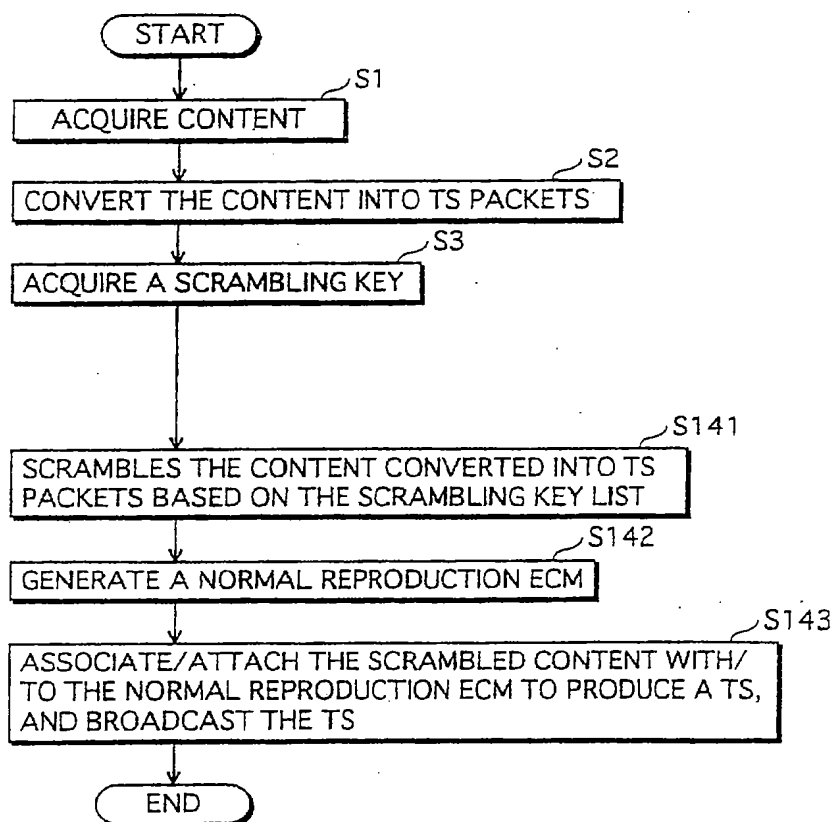 START
S1
ACQUIRE CONTENT
S2
CONVERT THE CONTENT INTO TS PACKETS
S3
ACQUIRE A SCRAMBLING KEY
S141
SCRAMBLES THE CONTENT CONVERTED INTO TS
PACKETS BASED ON THE SCRAMBLING KEY LIST
S142
GENERATE A NORMAL REPRODUCTION ECM
S143
ASSOCIATE/ATTACH THE SCRAMBLED CONTENT WITH/
TO THE NORMAL REPRODUCTION ECM TO PRODUCE A TS,
AND BROADCAST THE TS
END